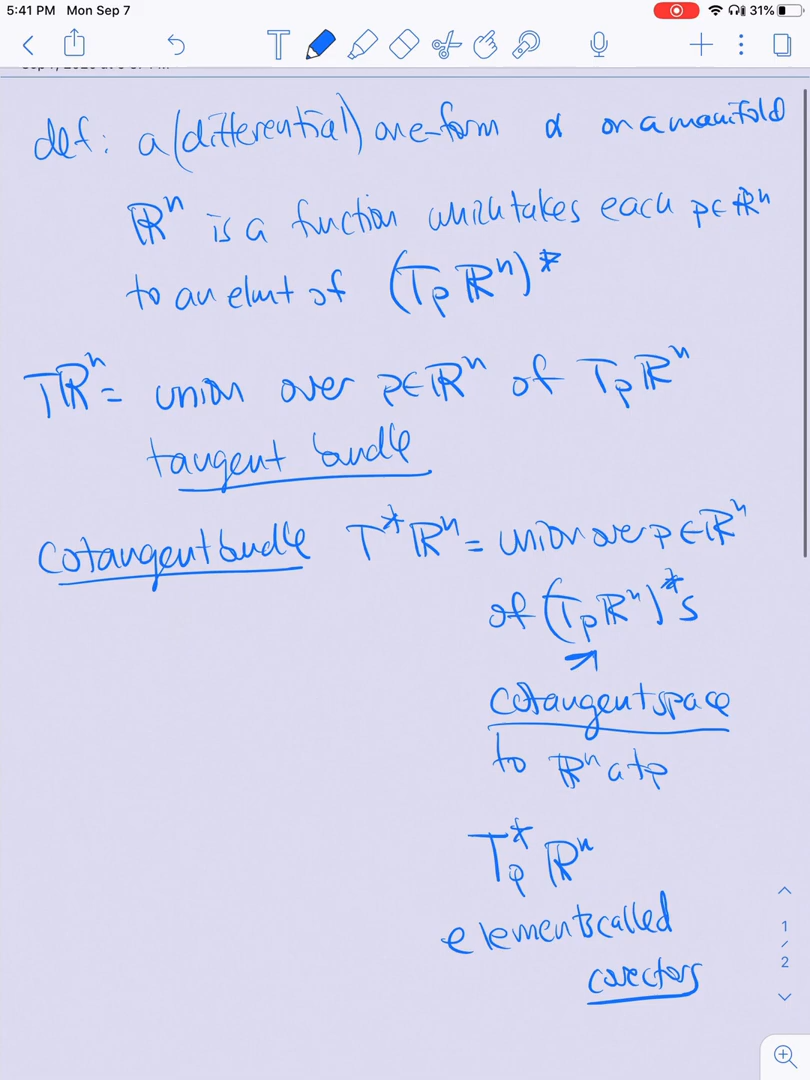 5:41 PM Mon Sep 7
31%
def: a (differential) one-form α on a manifold
ℝⁿ is a function which takes each p∈ℝⁿ
to an elmt of (Tₚℝⁿ)*
Tℝⁿ = union over p∈ℝⁿ of Tₚℝⁿ
tangent bundle
Cotangent bundle T*ℝⁿ = union over p∈ℝⁿ
of (Tₚℝⁿ)*s
cotangent space
to ℝⁿ at p
Tₚ*ℝⁿ
elements called
covectors
1
/
2